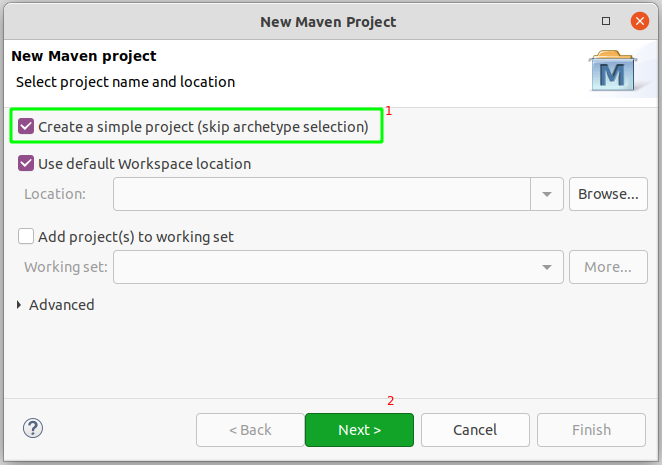 New Maven Project
New Maven project
Select project name and location
M
1
Create a simple project (skip archetype selection)
Use default Workspace location
Location:
Browse...
Add project(s) to working set
Working set:
More...
Advanced
2
?
< Back
Next >
Cancel
Finish